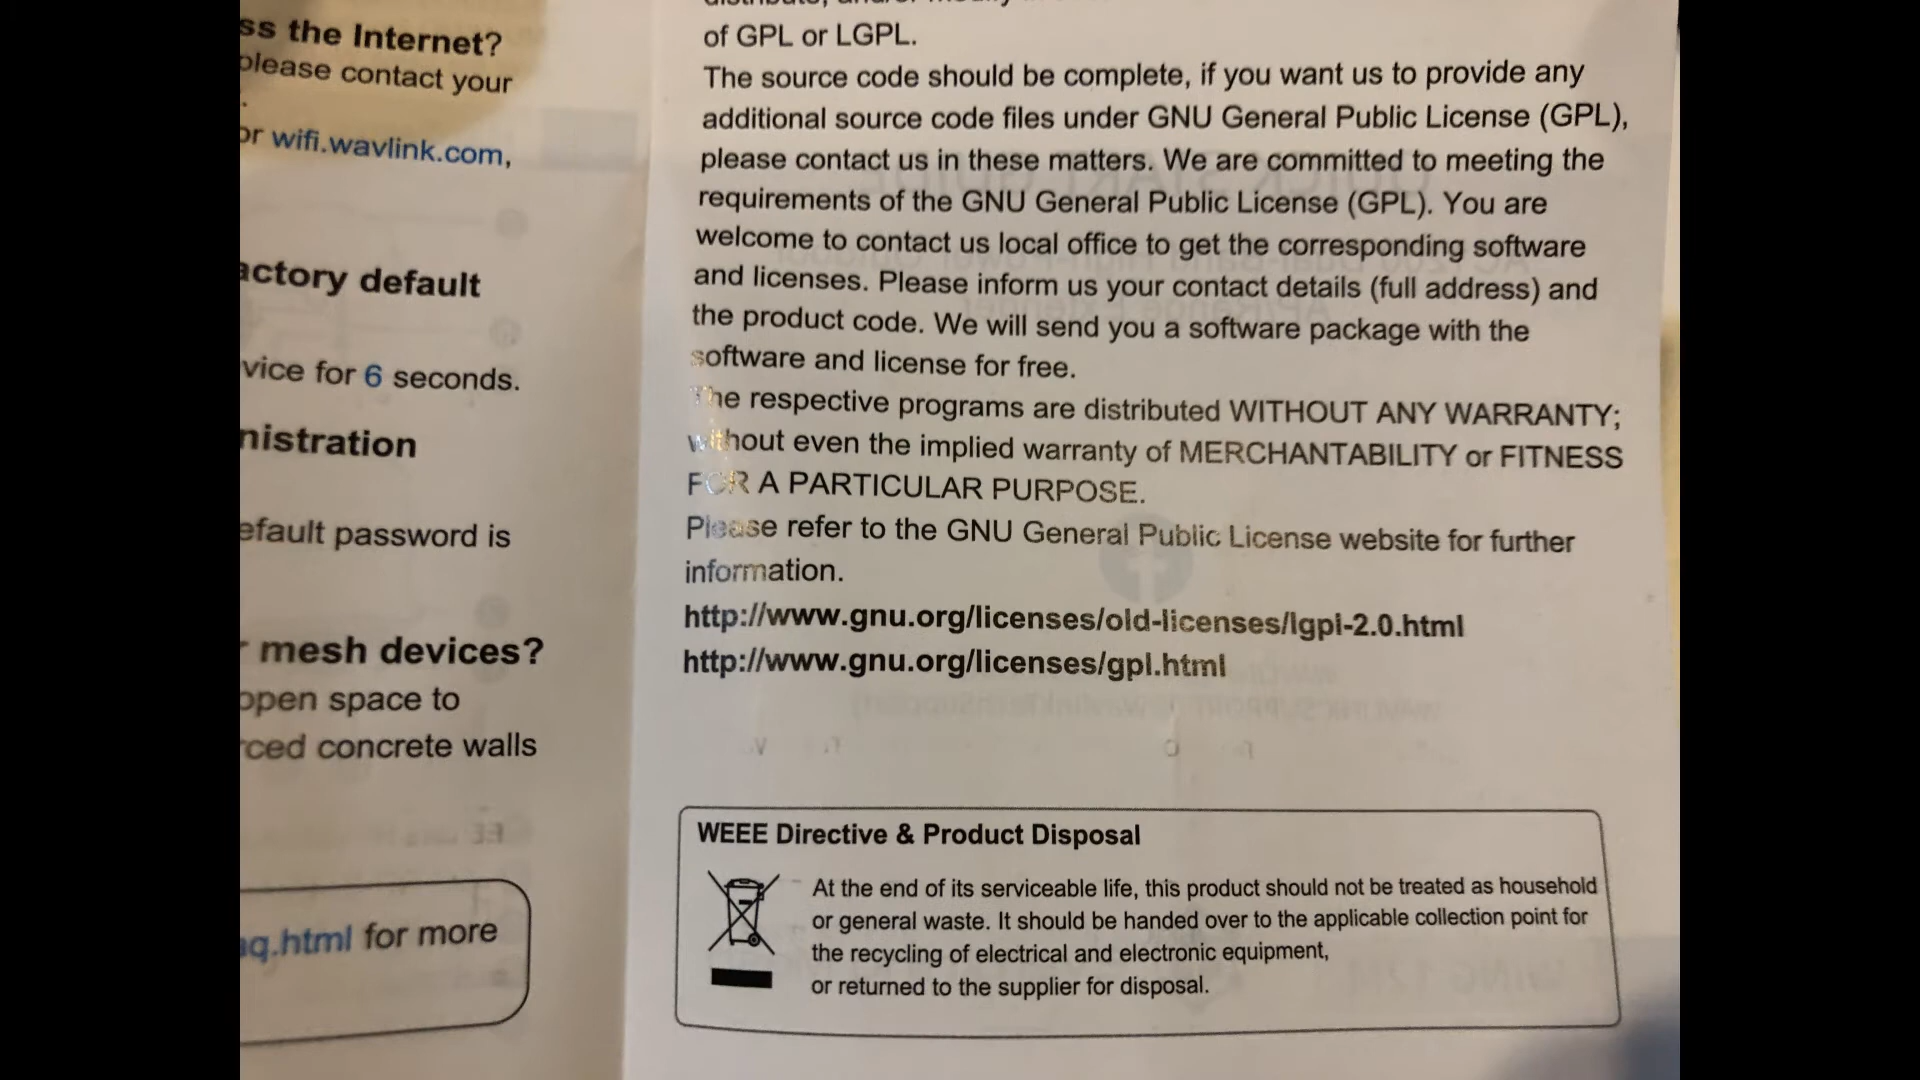 ss the Internet?
please contact your
or wifi.wavlink.com,
actory default
vice for 6 seconds.
nistration
efault password is
r mesh devices?
open space to
rced concrete walls
aq.html for more
of GPL or LGPL.
The source code should be complete, if you want us to provide any
additional source code files under GNU General Public License (GPL),
please contact us in these matters. We are committed to meeting the
requirements of the GNU General Public License (GPL). You are
welcome to contact us local office to get the corresponding software
and licenses. Please inform us your contact details (full address) and
the product code. We will send you a software package with the
software and license for free.
The respective programs are distributed WITHOUT ANY WARRANTY;
without even the implied warranty of MERCHANTABILITY or FITNESS
FOR A PARTICULAR PURPOSE.
Please refer to the GNU General Public License website for further
information.
http://www.gnu.org/licenses/old-licenses/lgpl-2.0.html
http://www.gnu.org/licenses/gpl.html
WEEE Directive & Product Disposal
At the end of its serviceable life, this product should not be treated as household
or general waste. It should be handed over to the applicable collection point for
the recycling of electrical and electronic equipment,
or returned to the supplier for disposal.